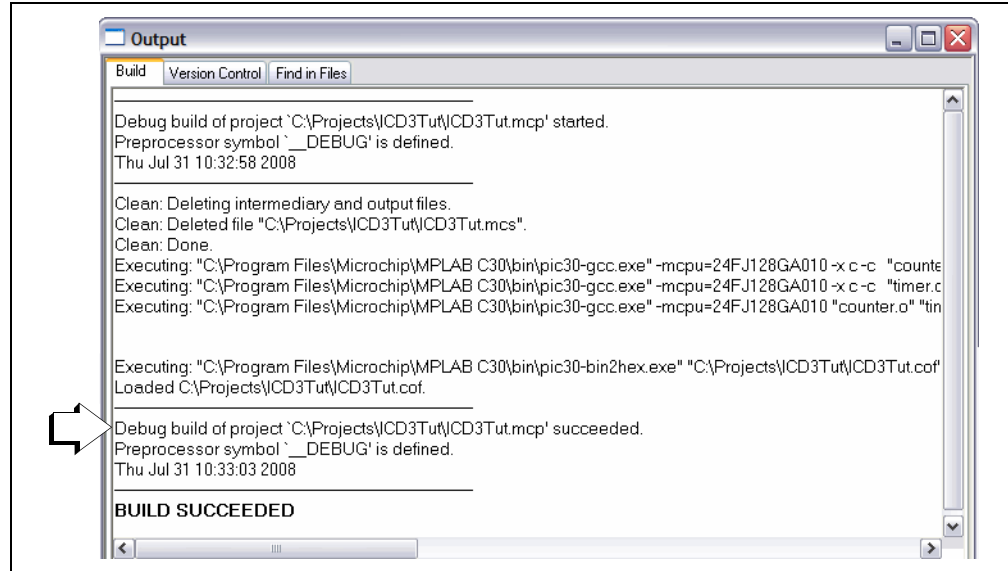 Output
Build Version Control Find in Files
Debug build of project `C:\Projects\ICD3Tut\ICD3Tut.mcp' started.
Preprocessor symbol `__DEBUG' is defined.
Thu Jul 31 10:32:58 2008
Clean: Deleting intermediary and output files.
Clean: Deleted file "C:\Projects\ICD3Tut\ICD3Tut.mcs".
Clean: Done.
Executing: "C:\Program Files\Microchip\MPLAB C30\bin\pic30-gcc.exe" -mcpu=24FJ128GA010 -x c -c "counte
Executing: "C:\Program Files\Microchip\MPLAB C30\bin\pic30-gcc.exe" -mcpu=24FJ128GA010 -x c -c "timer.c
Executing: "C:\Program Files\Microchip\MPLAB C30\bin\pic30-gcc.exe" -mcpu=24FJ128GA010 "counter.o" "tin
Executing: "C:\Program Files\Microchip\MPLAB C30\bin\pic30-bin2hex.exe" "C:\Projects\ICD3Tut\ICD3Tut.cof"
Loaded C:\Projects\ICD3Tut\ICD3Tut.cof.
Debug build of project `C:\Projects\ICD3Tut\ICD3Tut.mcp' succeeded.
Preprocessor symbol `__DEBUG' is defined.
Thu Jul 31 10:33:03 2008
BUILD SUCCEEDED